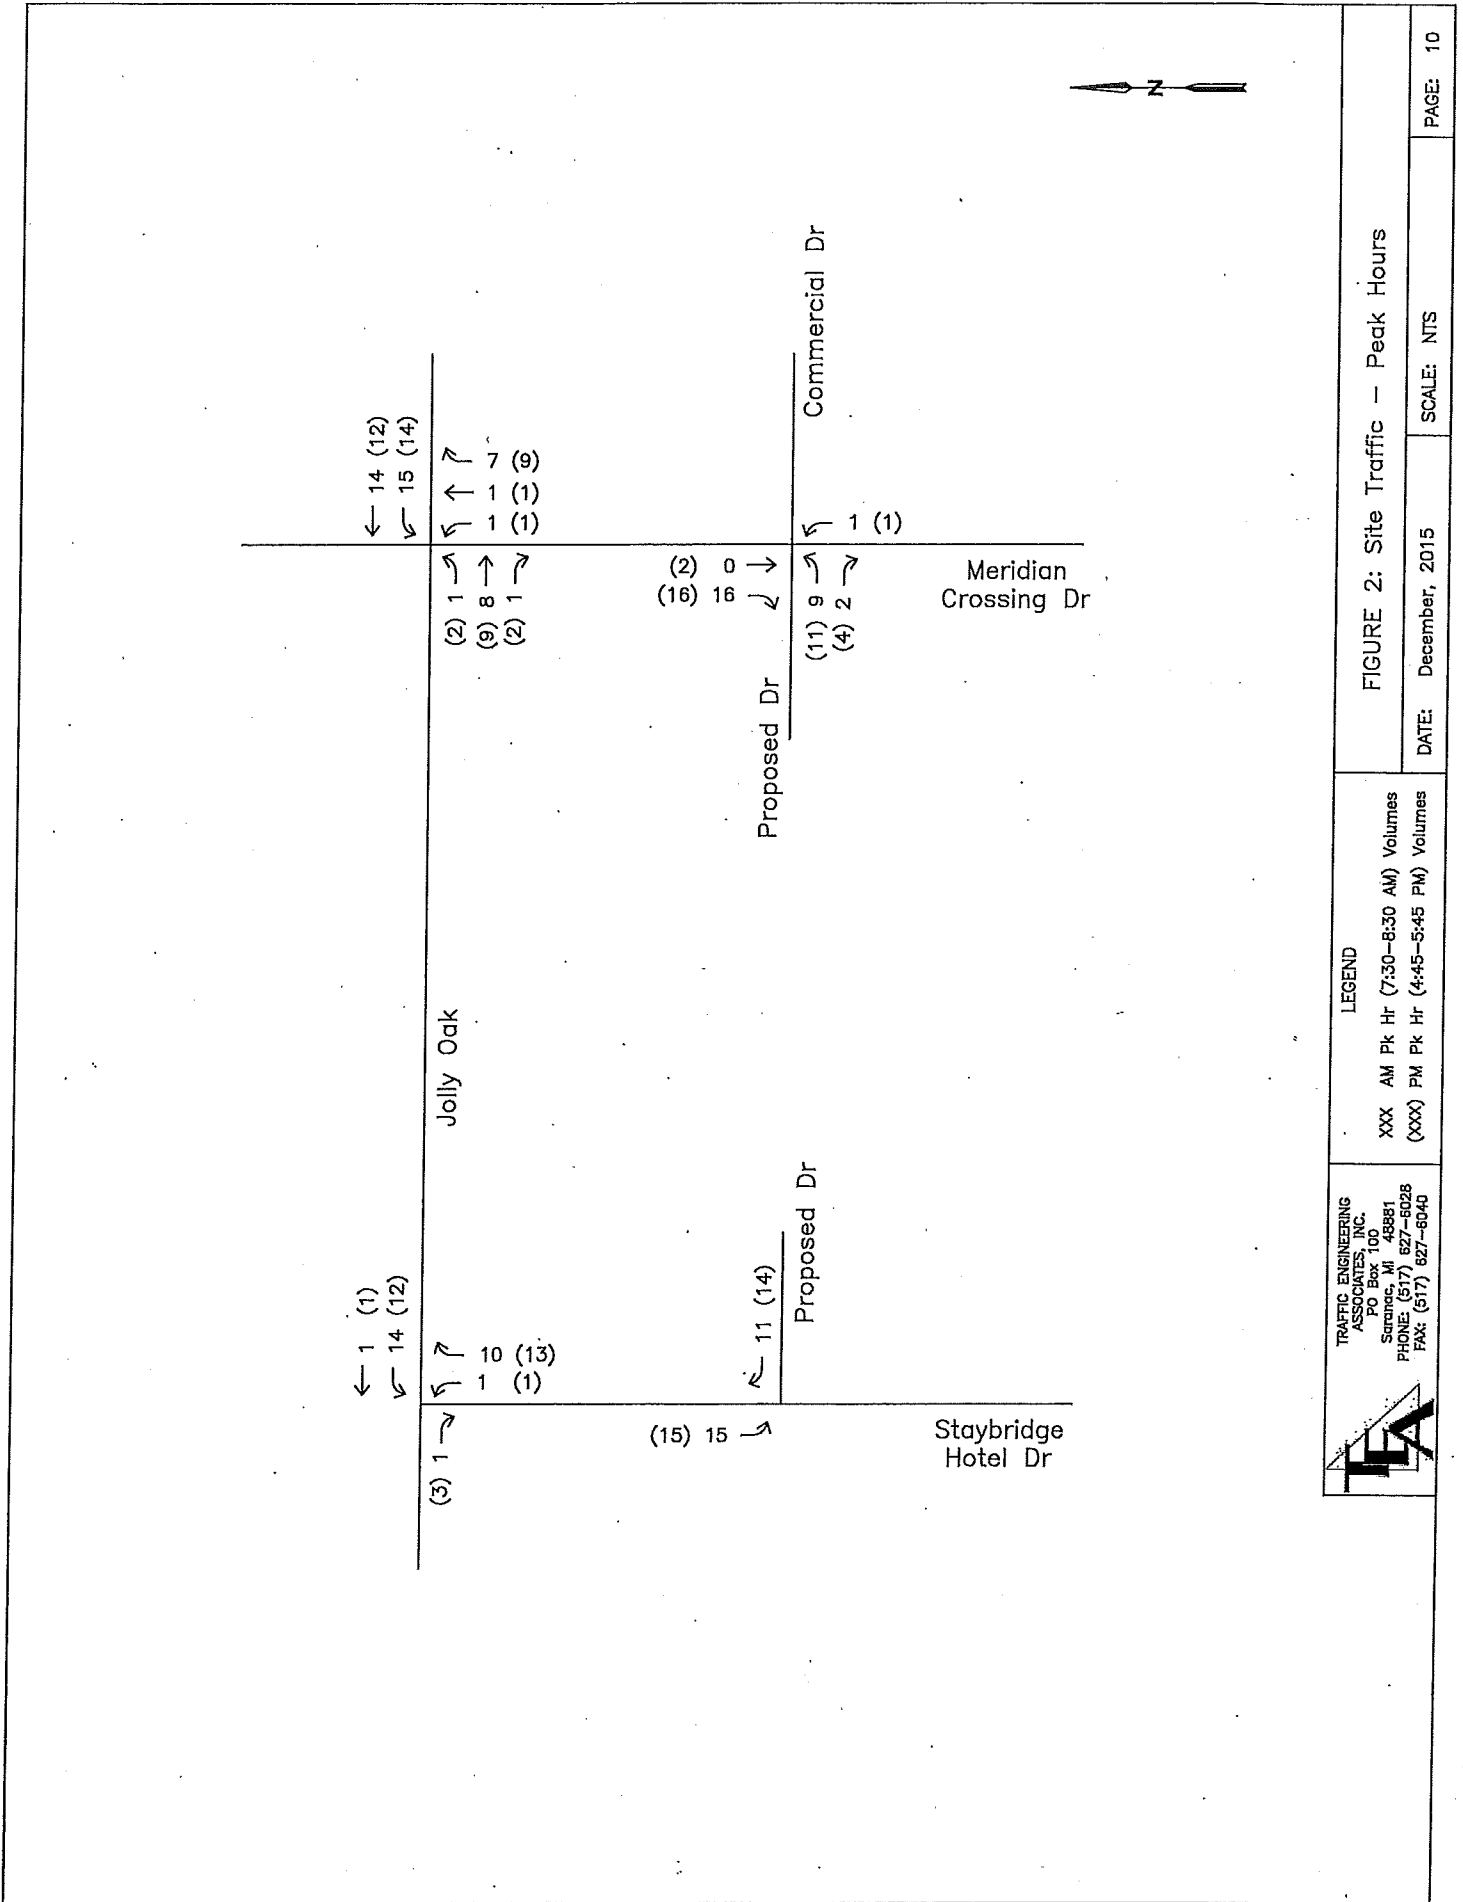 14 (12)
15 (14)
7 (9)
1 (1)
1 (1)
(2) 1
(9) 8
(2) 1
(2) 0
(16) 16
(11) 9
(4) 2
1 (1)
Meridian
Crossing Dr
Commercial Dr
Proposed Dr
Jolly Oak
1 (1)
14 (12)
10 (13)
1 (1)
(3) 1
(15) 15
11 (14)
Proposed Dr
Staybridge
Hotel Dr
N
TEA
TRAFFIC ENGINEERING
ASSOCIATES, INC.
PO Box 100
Saranac, MI 48881
PHONE: (517) 627-6028
FAX: (517) 627-6040
LEGEND
XXX AM Pk Hr (7:30-8:30 AM) Volumes
(XXX) PM Pk Hr (4:45-5:45 PM) Volumes
FIGURE 2: Site Traffic – Peak Hours
DATE: December, 2015
SCALE: NTS
PAGE: 10